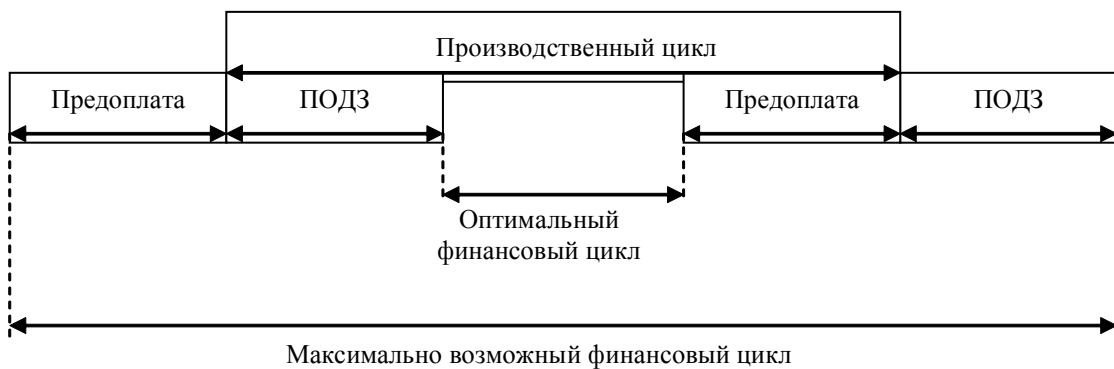 Производственный цикл
Предоплата
ПОДЗ
Предоплата
ПОДЗ
Оптимальный
финансовый цикл
Максимально возможный финансовый цикл